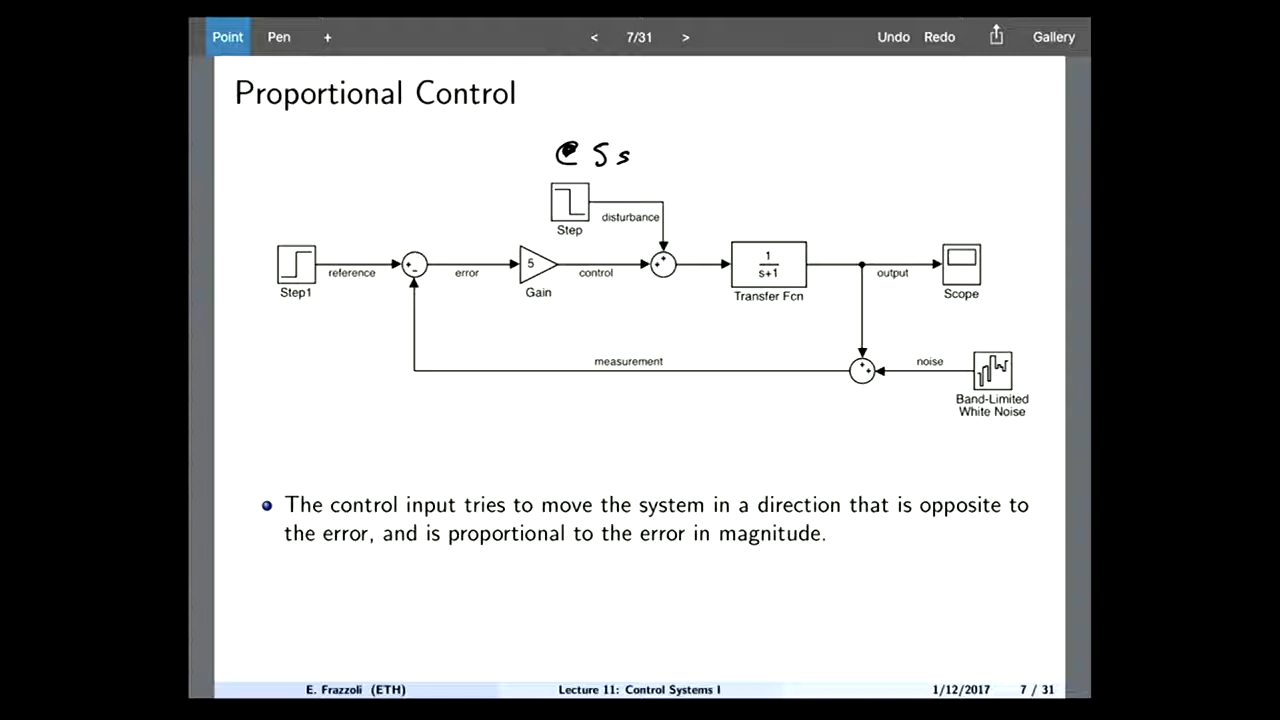 Point Pen + < 7/31 > Undo Redo Gallery
Proportional Control
@ 5s
disturbance
Step
reference
error
5
control
1
s+1
output
Step1
Gain
Transfer Fcn
Scope
measurement
noise
Band-Limited
White Noise
The control input tries to move the system in a direction that is opposite to
the error, and is proportional to the error in magnitude.
E. Frazzoli (ETH) Lecture 11: Control Systems I 1/12/2017 7 / 31